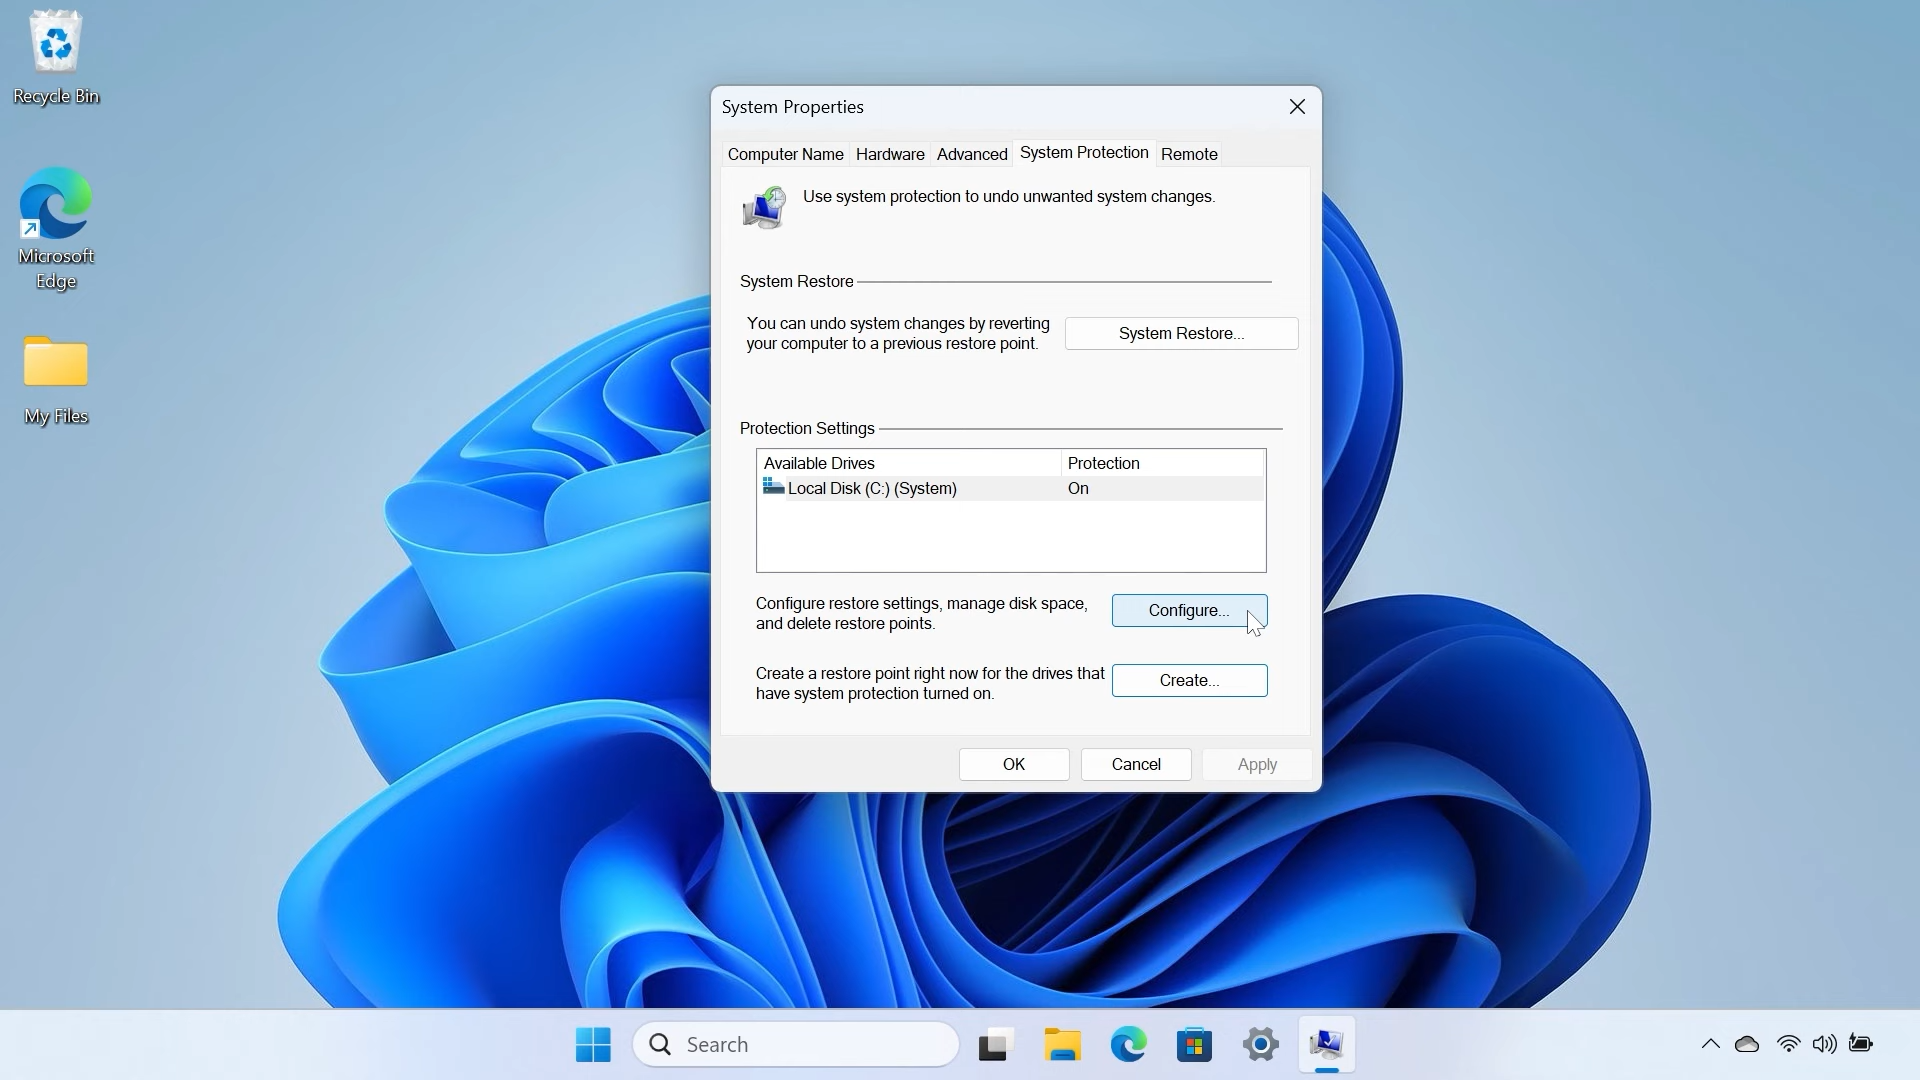 Recycle Bin
Microsoft
Edge
My Files
System Properties
Computer Name Hardware Advanced System Protection Remote
Use system protection to undo unwanted system changes.
System Restore
You can undo system changes by reverting
your computer to a previous restore point.
System Restore...
Protection Settings
Available Drives Protection
Local Disk (C:) (System) On
Configure restore settings, manage disk space,
and delete restore points.
Configure...
Create a restore point right now for the drives that
have system protection turned on.
Create...
OK Cancel Apply
Search